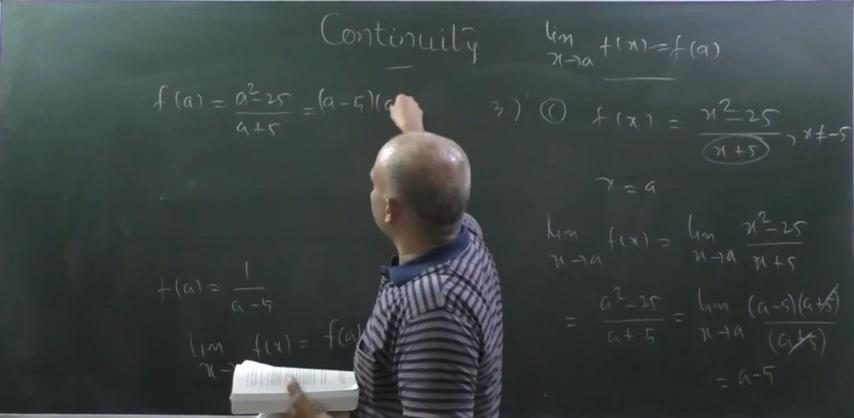 Continuity
lim x→a f(x) = f(a)
f(a) = a²-25 / a+5 = (a-5)(a
3) (c) f(x) = x²-25 / x+5, x≠-5
x = a
lim x→a f(x) = lim x→a x²-25 / x+5
= a²-25 / a+5 = lim x→a (a-5)(a+5) / (a+5)
= a-5
f(a) = 1 / a-5
lim x→ f(x) = f(a)